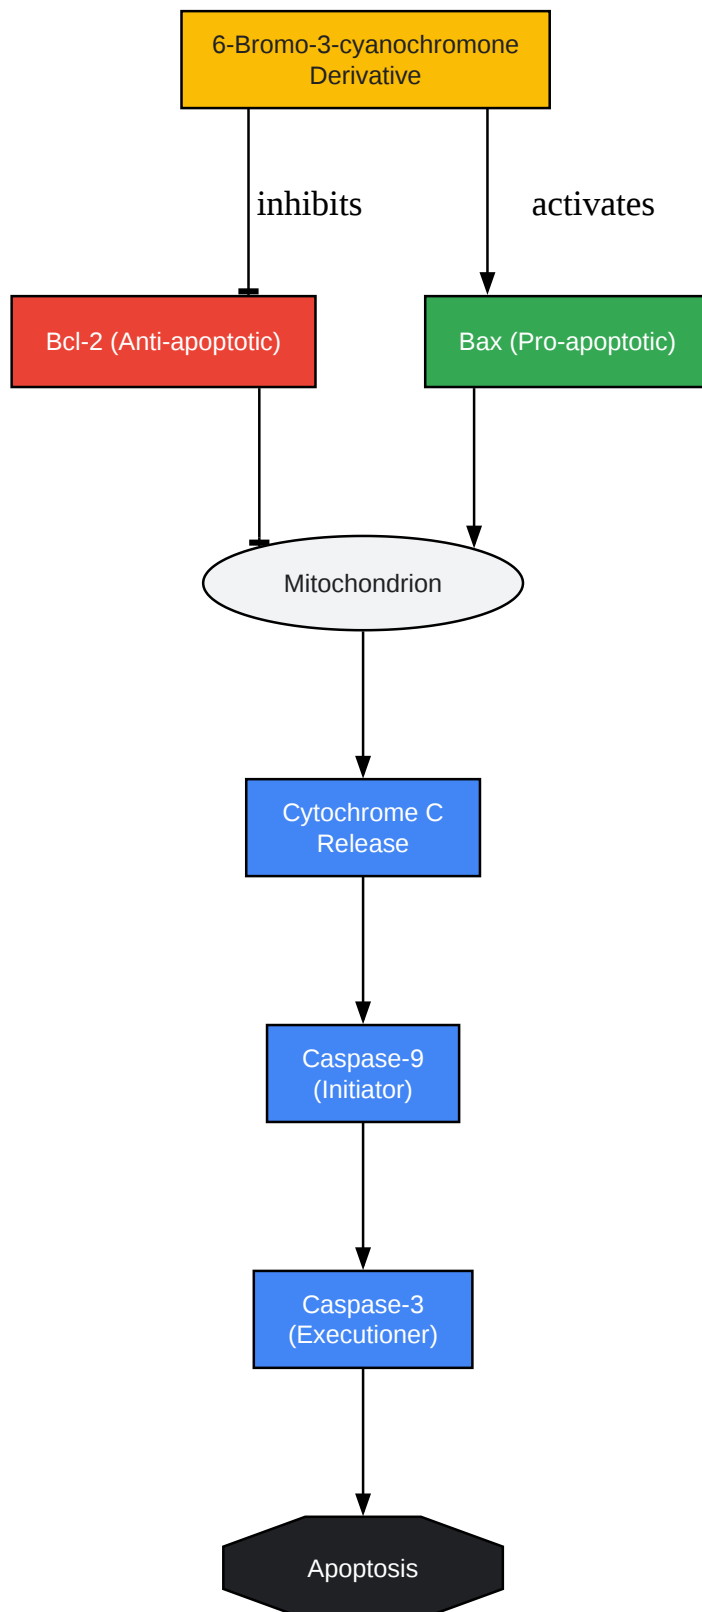 6-Bromo-3-cyanochromone
Derivative
inhibits
activates
Bcl-2 (Anti-apoptotic)
Bax (Pro-apoptotic)
Mitochondrion
Cytochrome C
Release
Caspase-9
(Initiator)
Caspase-3
(Executioner)
Apoptosis